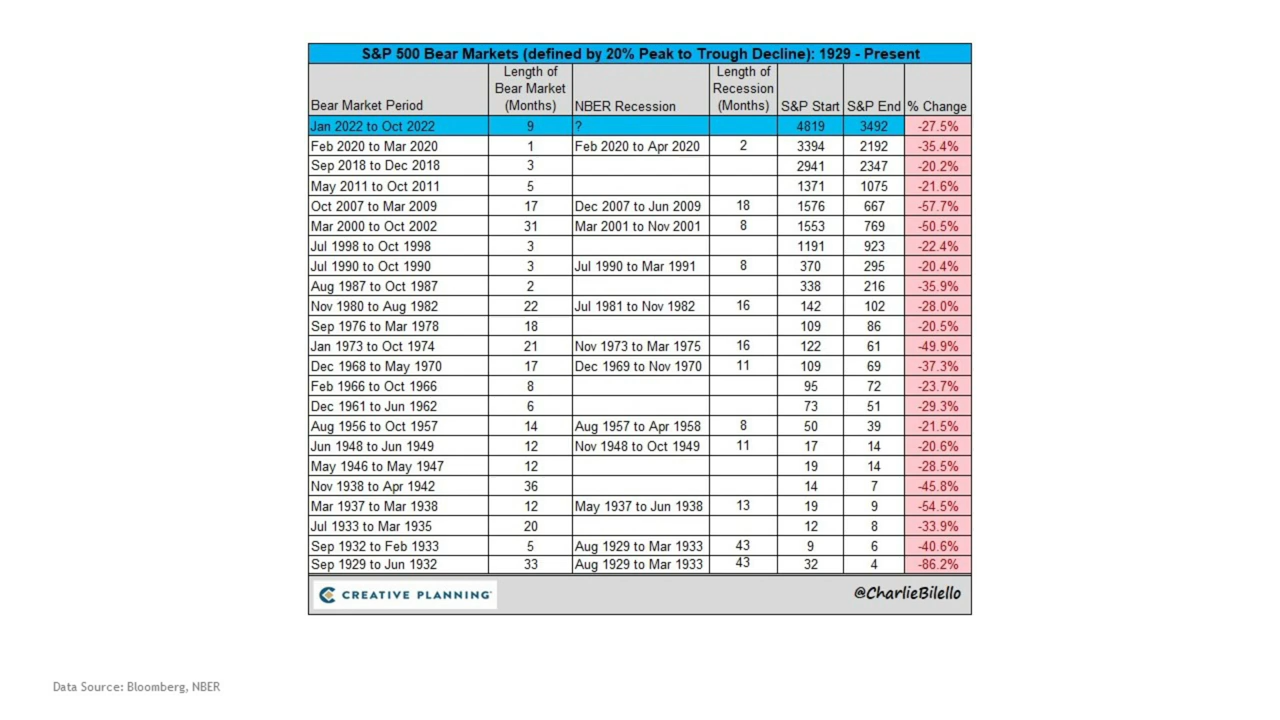 S&P 500 Bear Markets (defined by 20% Peak to Trough Decline): 1929 - Present
Bear Market Period Length of Bear Market (Months) NBER Recession Length of Recession (Months) S&P Start S&P End % Change
Jan 2022 to Oct 2022 9 ? 4819 3492 -27.5%
Feb 2020 to Mar 2020 1 Feb 2020 to Apr 2020 2 3394 2192 -35.4%
Sep 2018 to Dec 2018 3 2941 2347 -20.2%
May 2011 to Oct 2011 5 1371 1075 -21.6%
Oct 2007 to Mar 2009 17 Dec 2007 to Jun 2009 18 1576 667 -57.7%
Mar 2000 to Oct 2002 31 Mar 2001 to Nov 2001 8 1553 769 -50.5%
Jul 1998 to Oct 1998 3 1191 923 -22.4%
Jul 1990 to Oct 1990 3 Jul 1990 to Mar 1991 8 370 295 -20.4%
Aug 1987 to Oct 1987 2 338 216 -35.9%
Nov 1980 to Aug 1982 22 Jul 1981 to Nov 1982 16 142 102 -28.0%
Sep 1976 to Mar 1978 18 109 86 -20.5%
Jan 1973 to Oct 1974 21 Nov 1973 to Mar 1975 16 122 61 -49.9%
Dec 1968 to May 1970 17 Dec 1969 to Nov 1970 11 109 69 -37.3%
Feb 1966 to Oct 1966 8 95 72 -23.7%
Dec 1961 to Jun 1962 6 73 51 -29.3%
Aug 1956 to Oct 1957 14 Aug 1957 to Apr 1958 8 50 39 -21.5%
Jun 1948 to Jun 1949 12 Nov 1948 to Oct 1949 11 17 14 -20.6%
May 1946 to May 1947 12 19 14 -28.5%
Nov 1938 to Apr 1942 36 14 7 -45.8%
Mar 1937 to Mar 1938 12 May 1937 to Jun 1938 13 19 9 -54.5%
Jul 1933 to Mar 1935 20 12 8 -33.9%
Sep 1932 to Feb 1933 5 Aug 1929 to Mar 1933 43 9 6 -40.6%
Sep 1929 to Jun 1932 33 Aug 1929 to Mar 1933 43 32 4 -86.2%
CREATIVE PLANNING @CharlieBilello
Data Source: Bloomberg, NBER